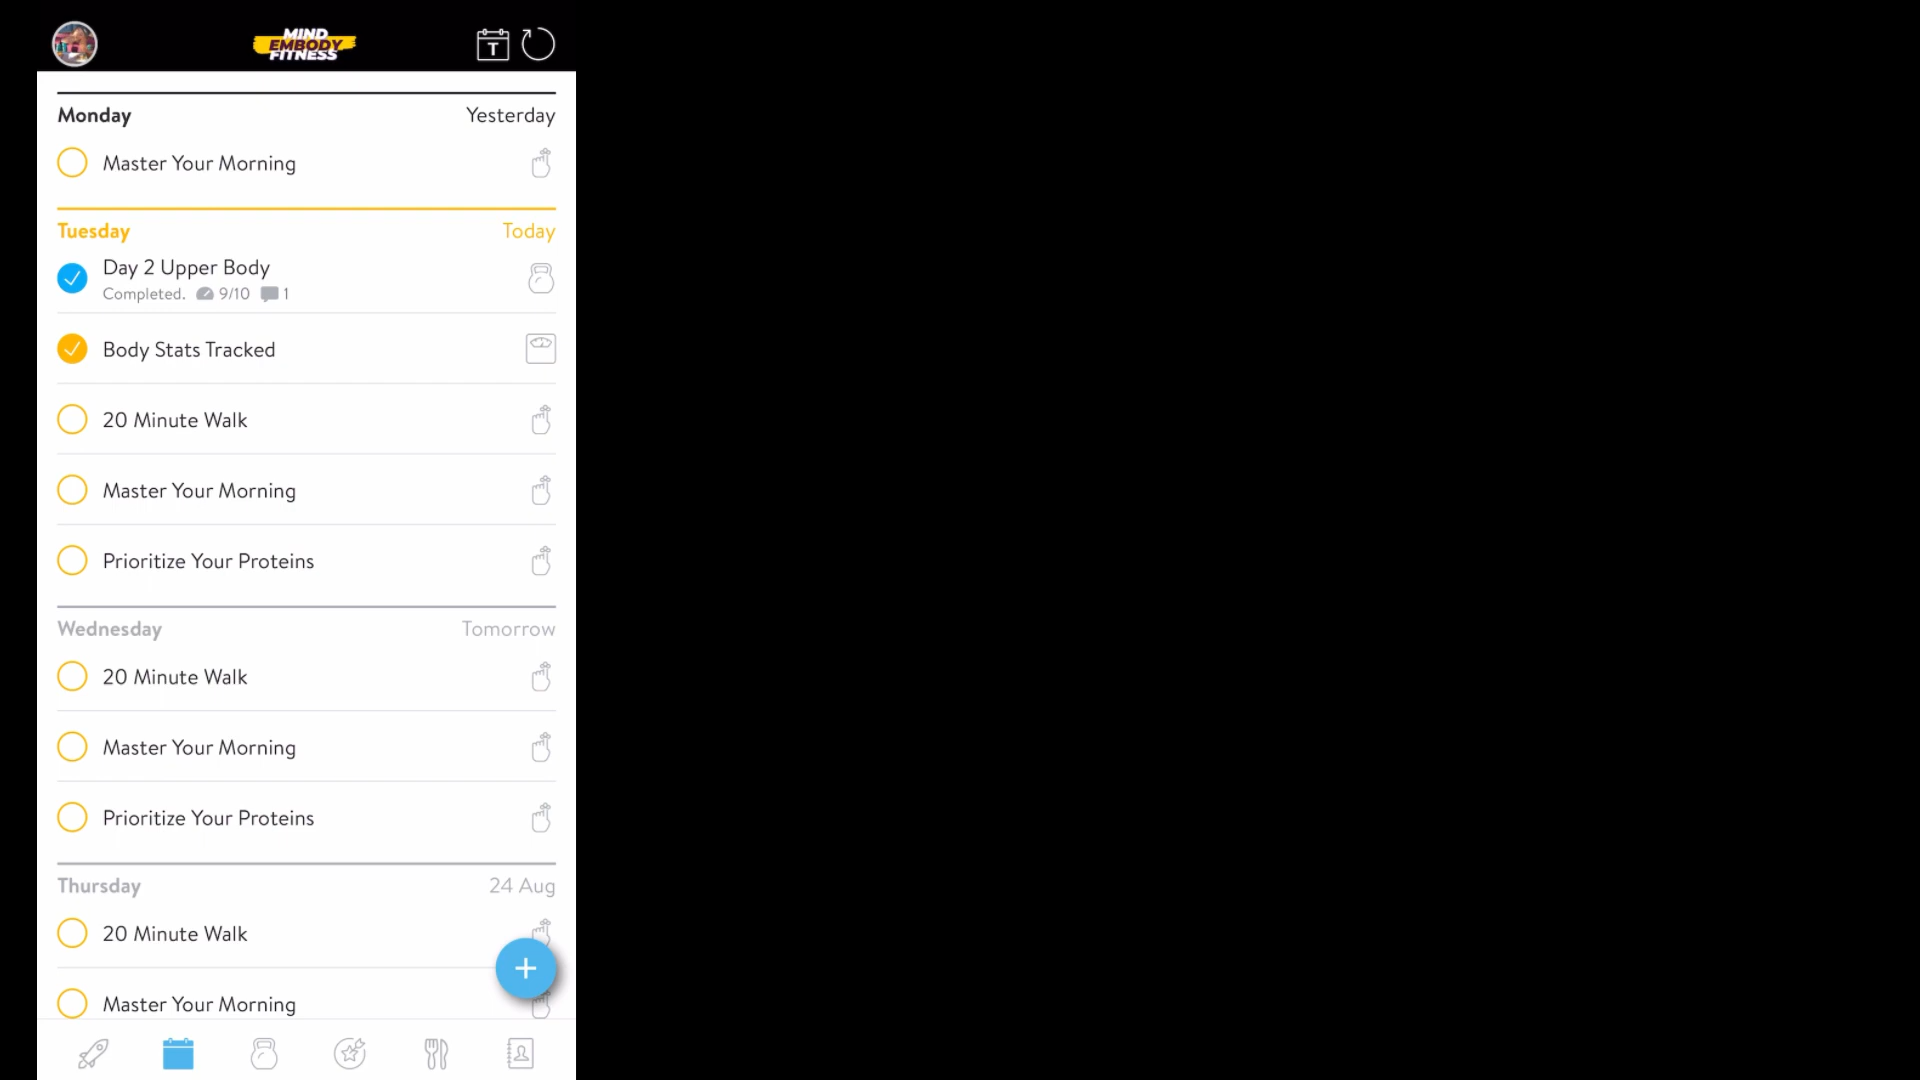 MIND
EMBODY
FITNESS
T
Monday Yesterday
Master Your Morning
Tuesday Today
Day 2 Upper Body
Completed. 9/10 1
Body Stats Tracked
20 Minute Walk
Master Your Morning
Prioritize Your Proteins
Wednesday Tomorrow
20 Minute Walk
Master Your Morning
Prioritize Your Proteins
Thursday 24 Aug
20 Minute Walk
Master Your Morning